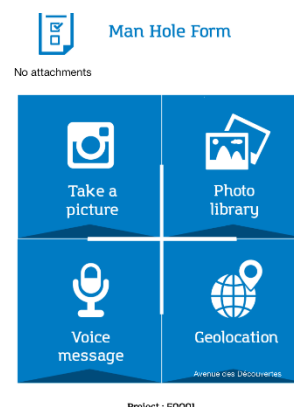 Man Hole Form
No attachments
Take a
picture
Photo
library
Voice
message
Geolocation
Avenue des Découvertes
Project : E0001